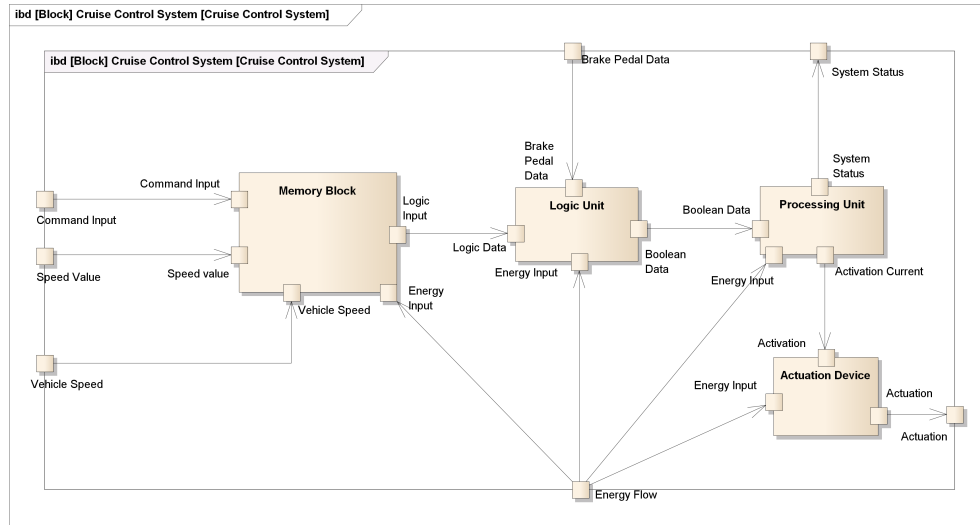 ibd [Block] Cruise Control System [Cruise Control System]
ibd [Block] Cruise Control System [Cruise Control System]
Brake Pedal Data
System Status
Brake
Pedal
Data
System
Status
Command Input
Memory Block
Logic
Input
Logic Unit
Boolean Data
Processing Unit
Command Input
Logic Data
Boolean
Data
Speed value
Speed Value
Energy Input
Energy Input
Activation Current
Energy
Input
Vehicle Speed
Activation
Vehicle Speed
Energy Input
Actuation Device
Actuation
Actuation
Energy Flow